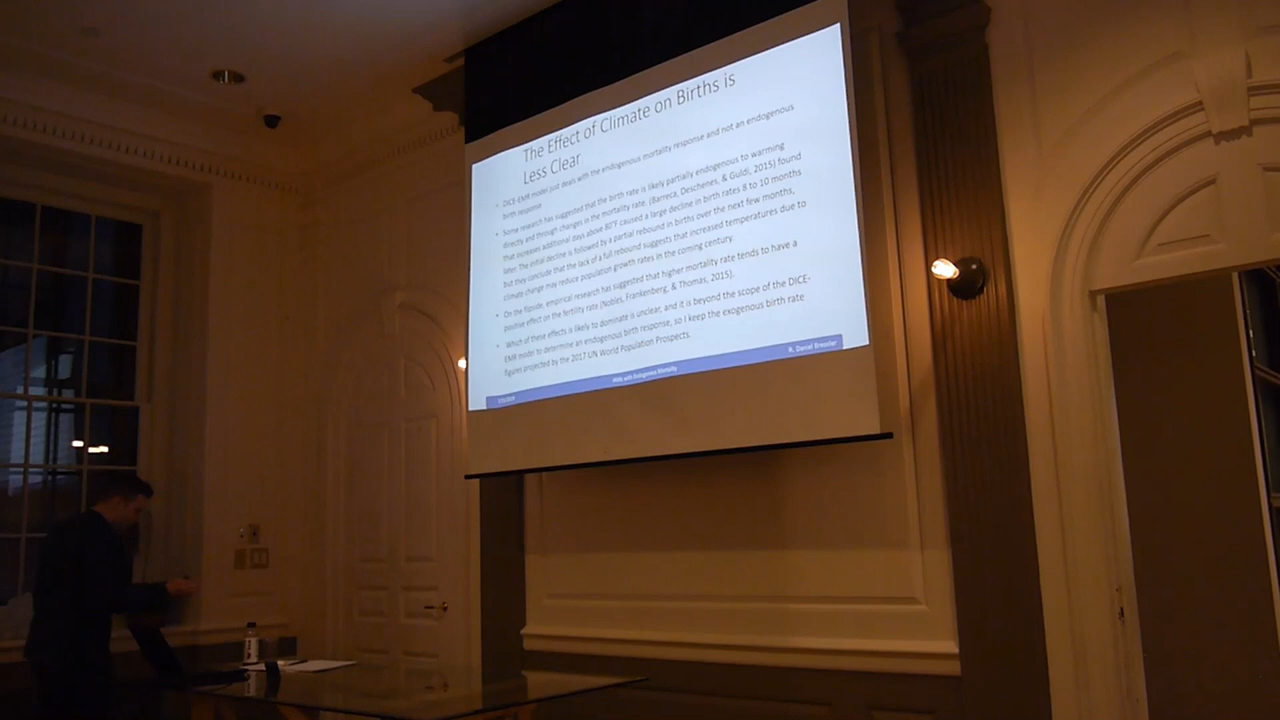 The Effect of Climate on Births is
Less Clear
• DICE-EMR model just deals with the endogenous mortality response and not an endogenous
birth response
• Some research has suggested that the birth rate is likely partially endogenous to warming
directly and through changes in the mortality rate. (Barreca, Deschenes, & Guldi, 2015) found
that increases additional days above 80°F caused a large decline in birth rates 8 to 10 months
later. The initial decline is followed by a partial rebound in births over the next few months,
but they conclude that the lack of a full rebound suggests that increased temperatures due to
climate change may reduce population growth rates in the coming century.
• On the flipside, empirical research has suggested that higher mortality rate tends to have a
positive effect on the fertility rate (Nobles, Frankenberg, & Thomas, 2015).
• Which of these effects is likely to dominate is unclear, and it is beyond the scope of the DICE-
EMR model to determine an endogenous birth response, so I keep the exogenous birth rate
figures projected by the 2017 UN World Population Prospects.
with Endogenous Mortality
R. Daniel Bressler